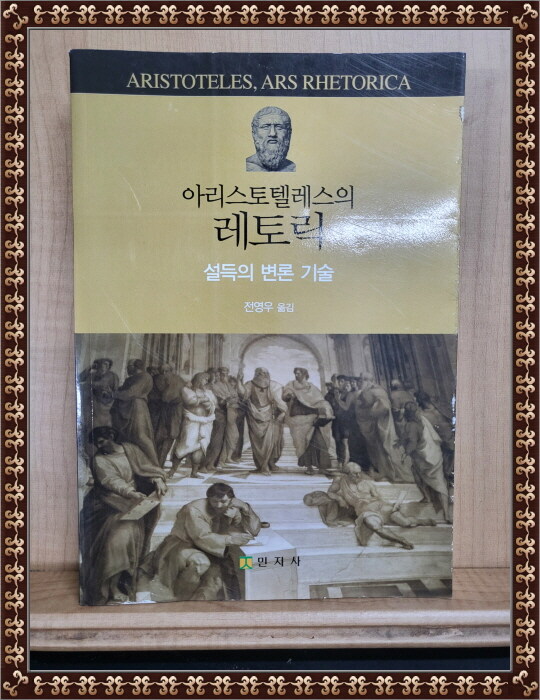 ARISTOTELES, ARS RHETORICA
아리스토텔레스의
레토릭
설득의 변론 기술
전영우 옮김
민지사